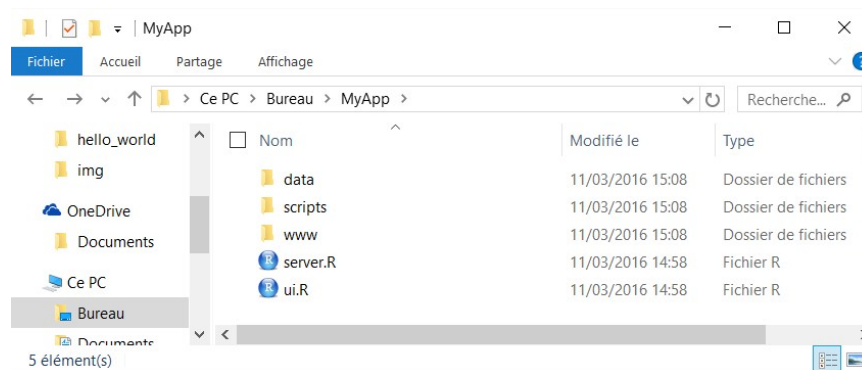 MyApp
Fichier Accueil Partage Affichage
Ce PC > Bureau > MyApp > Recherche...
hello_world
img
OneDrive
Documents
Ce PC
Bureau
Documents
Nom Modifié le Type
data 11/03/2016 15:08 Dossier de fichiers
scripts 11/03/2016 15:08 Dossier de fichiers
www 11/03/2016 15:08 Dossier de fichiers
server.R 11/03/2016 14:58 Fichier R
ui.R 11/03/2016 14:58 Fichier R
5 élément(s)